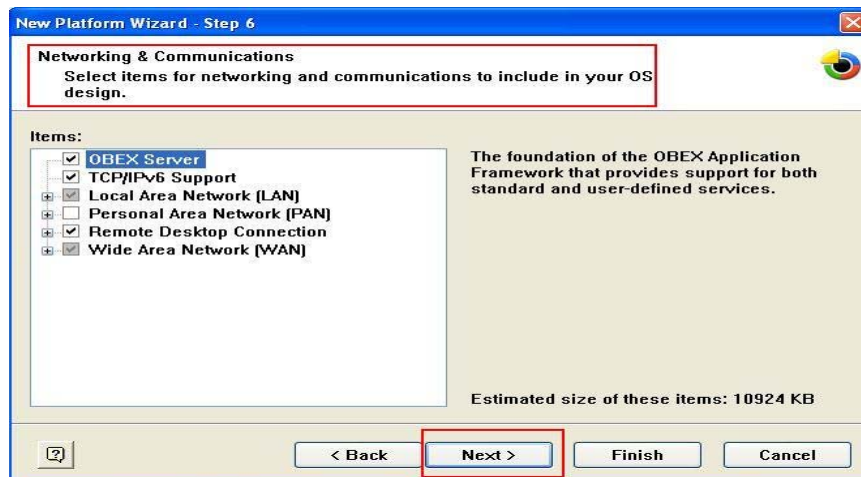 New Platform Wizard - Step 6
Networking & Communications
Select items for networking and communications to include in your OS
design.
Items:
OBEX Server
TCP/IPv6 Support
Local Area Network (LAN)
Personal Area Network (PAN)
Remote Desktop Connection
Wide Area Network (WAN)
The foundation of the OBEX Application
Framework that provides support for both
standard and user-defined services.
Estimated size of these items: 10924 KB
< Back
Next >
Finish
Cancel